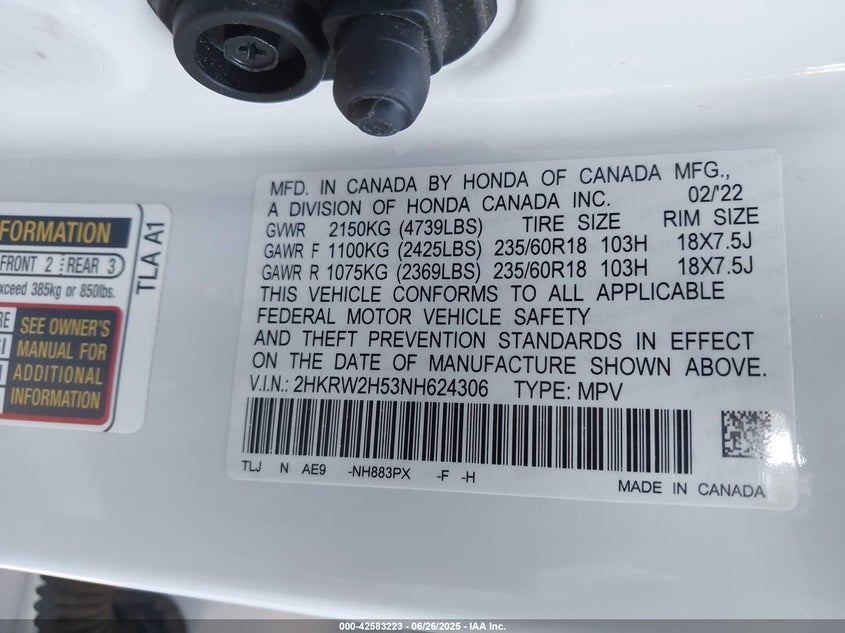 FORMATION
FRONT 2 REAR 3
xceed 385kg or 850lbs.
TLA A1
SEE OWNER'S
MANUAL FOR
ADDITIONAL
INFORMATION
MFD. IN CANADA BY HONDA OF CANADA MFG.,
A DIVISION OF HONDA CANADA INC. 02/'22
GVWR 2150KG (4739LBS) TIRE SIZE RIM SIZE
GAWR F 1100KG (2425LBS) 235/60R18 103H 18X7.5J
GAWR R 1075KG (2369LBS) 235/60R18 103H 18X7.5J
THIS VEHICLE CONFORMS TO ALL APPLICABLE
FEDERAL MOTOR VEHICLE SAFETY
AND THEFT PREVENTION STANDARDS IN EFFECT
ON THE DATE OF MANUFACTURE SHOWN ABOVE.
V.I.N.: 2HKRW2H53NH624306 TYPE: MPV
TLJ N AE9 -NH883PX -F -H
MADE IN CANADA
000-42583223 - 06/26/2025 - IAA Inc.